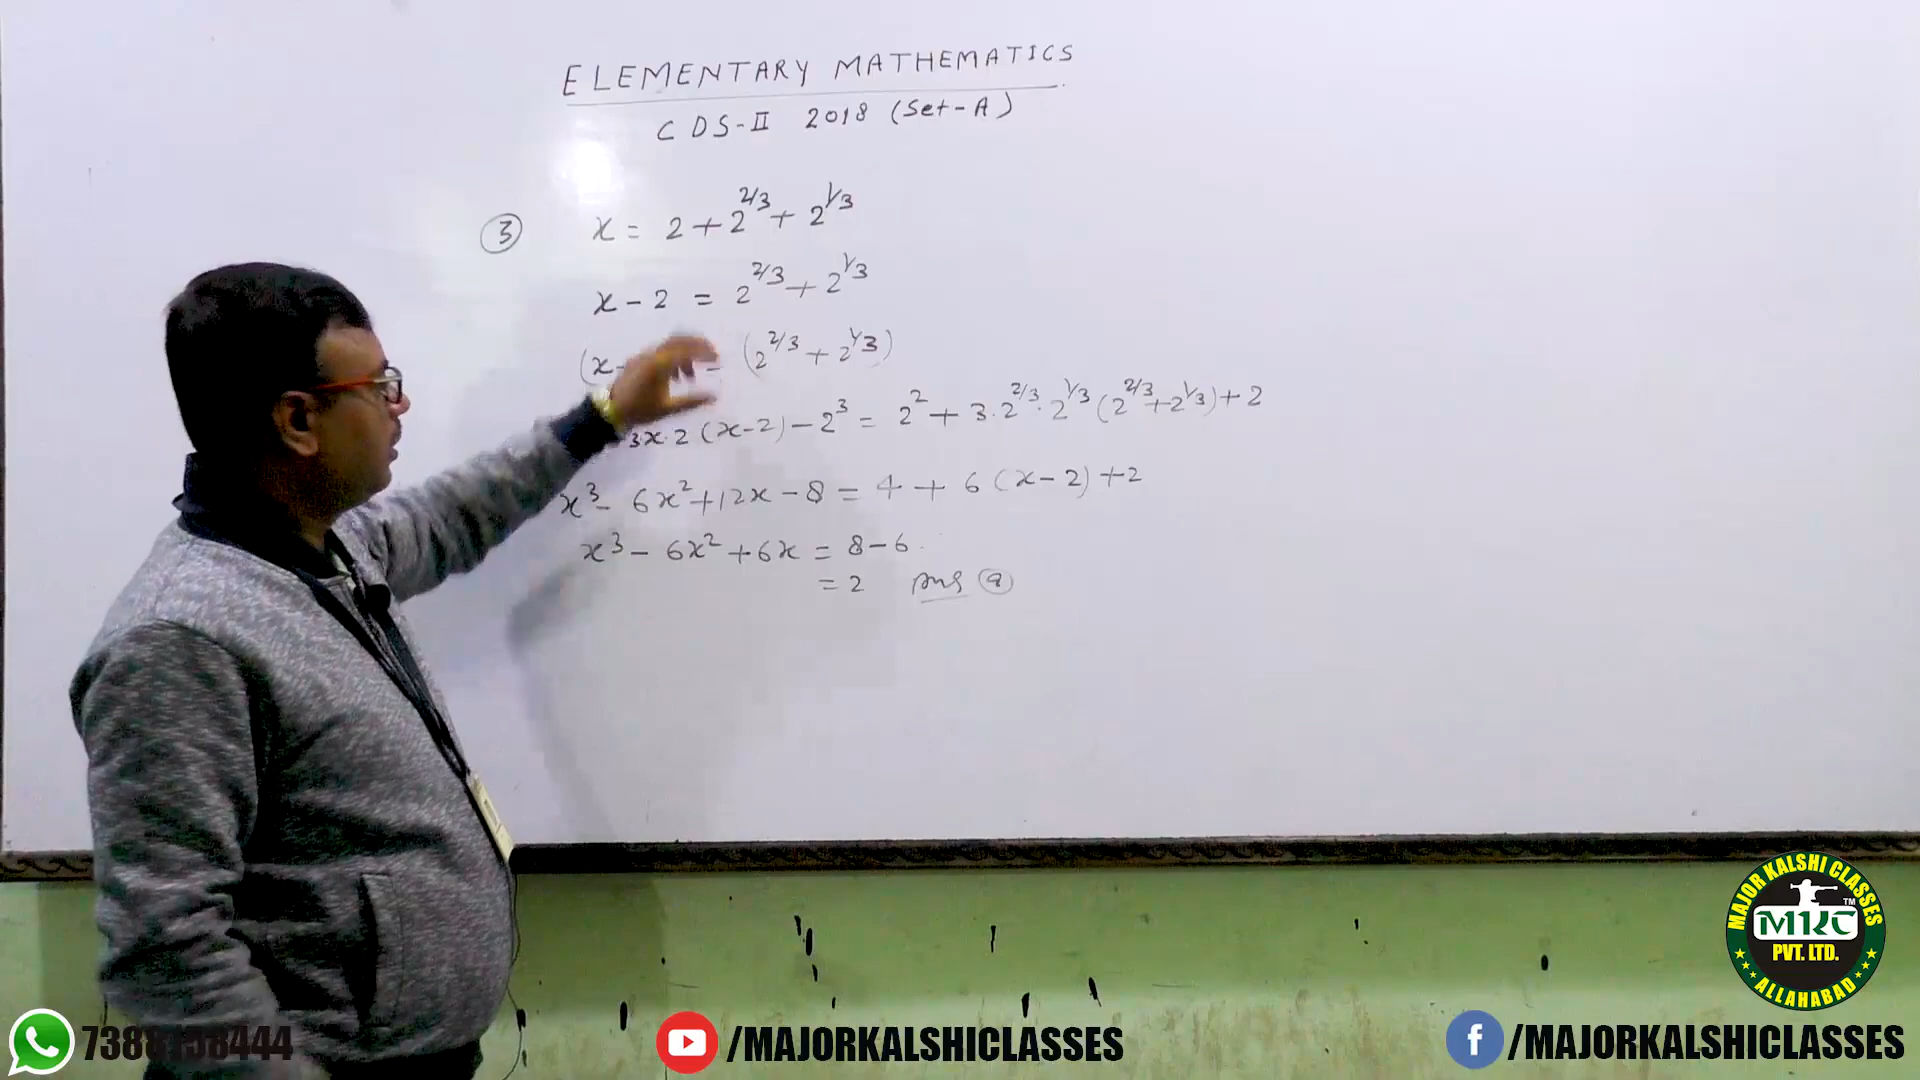 ELEMENTARY MATHEMATICS
CDS-II 2018 (Set-A)
③ x = 2 + 2^2/3 + 2^1/3
x - 2 = 2^2/3 + 2^1/3
(x - = (2^2/3 + 2^1/3)
3x.2 (x-2) - 2^3 = 2^2 + 3.2^2/3.2^1/3 (2^2/3+2^1/3) + 2
x^3 - 6x^2 + 12x - 8 = 4 + 6 (x-2) + 2
x^3 - 6x^2 + 6x = 8 - 6
= 2 Ans ⓐ
MAJOR KALSHI CLASSES
MKC TM
PVT. LTD.
ALLAHABAD
/MAJORKALSHICLASSES
/MAJORKALSHICLASSES